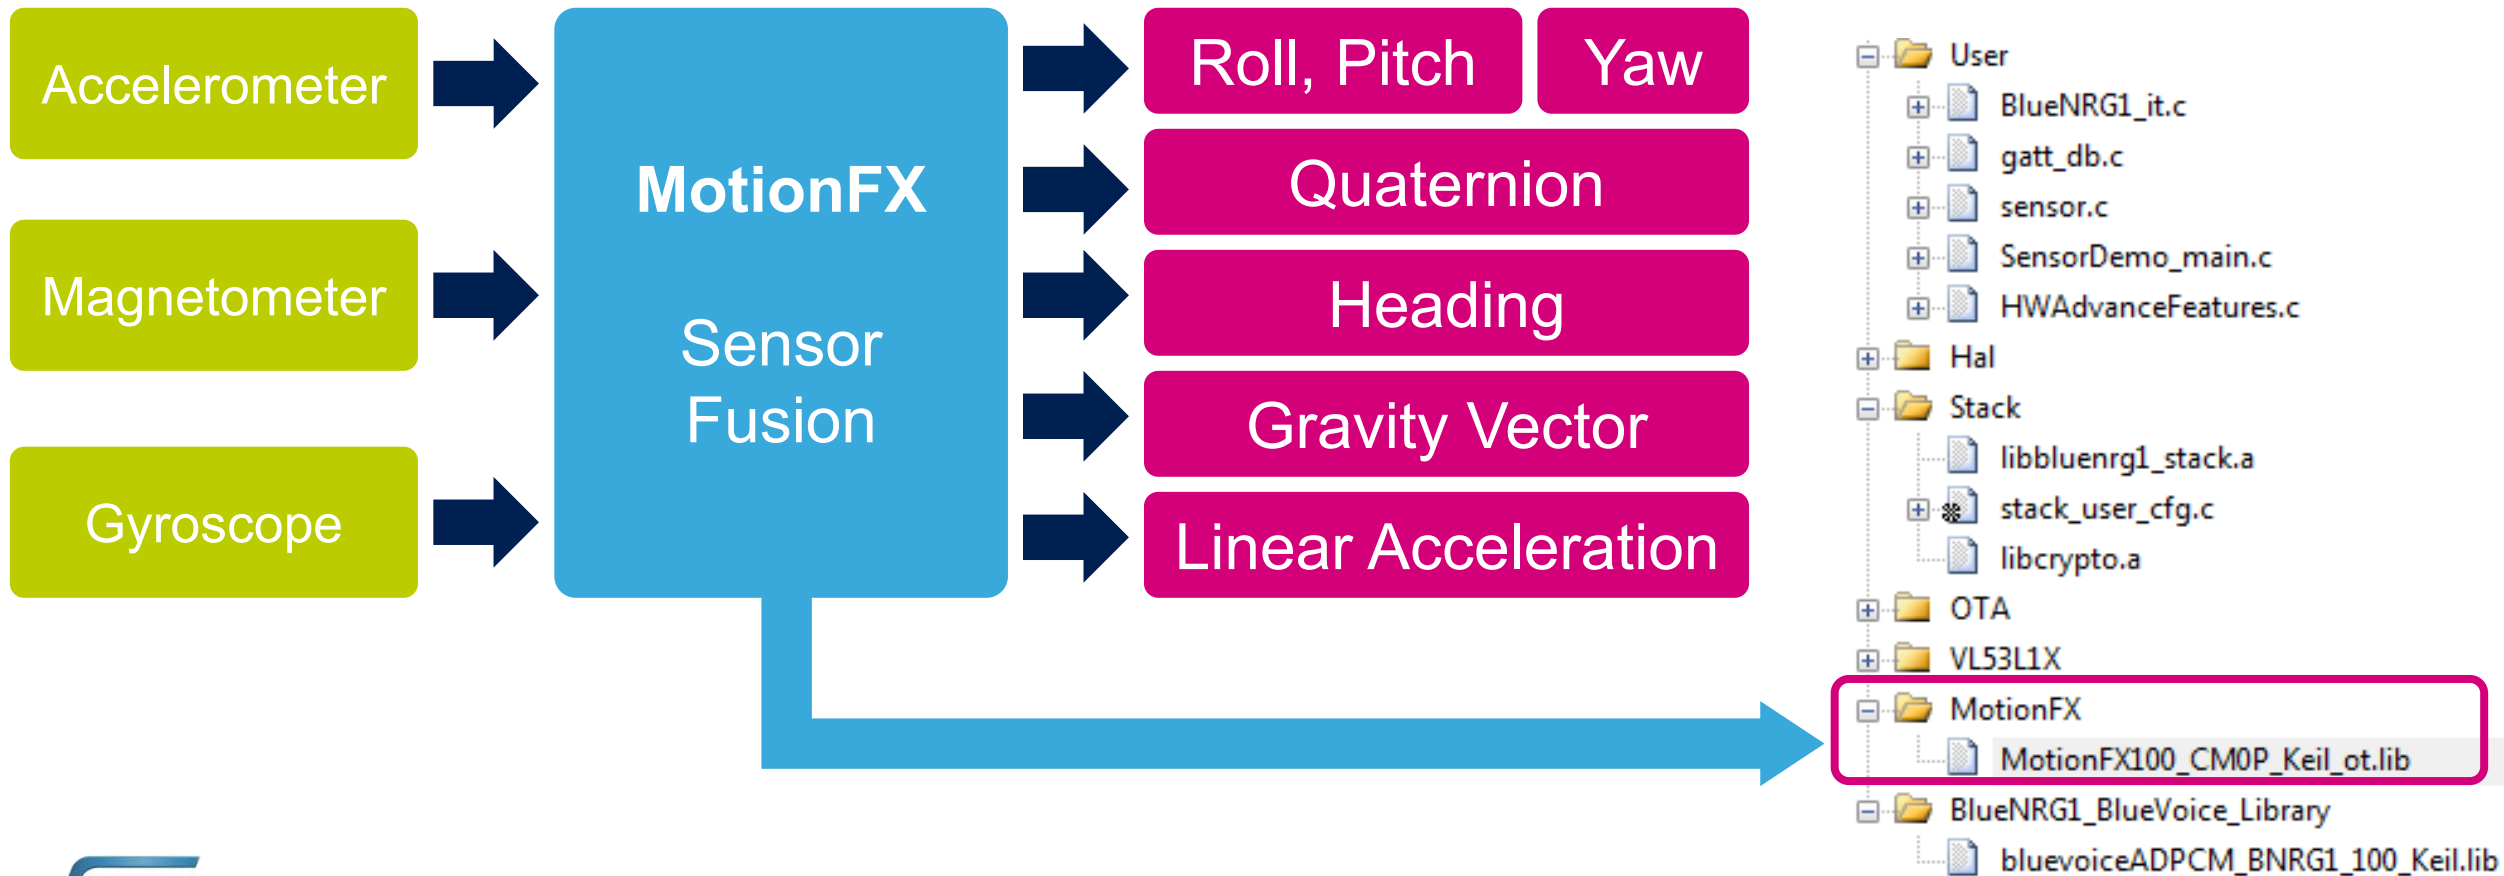 Accelerometer
Magnetometer
Gyroscope
MotionFX
Sensor
Fusion
Roll, Pitch
Yaw
Quaternion
Heading
Gravity Vector
Linear Acceleration
User
BlueNRG1_it.c
gatt_db.c
sensor.c
SensorDemo_main.c
HWAdvanceFeatures.c
Hal
Stack
libbluenrg1_stack.a
stack_user_cfg.c
libcrypto.a
OTA
VL53L1X
MotionFX
MotionFX100_CM0P_Keil_ot.lib
BlueNRG1_BlueVoice_Library
bluevoiceADPCM_BNRG1_100_Keil.lib